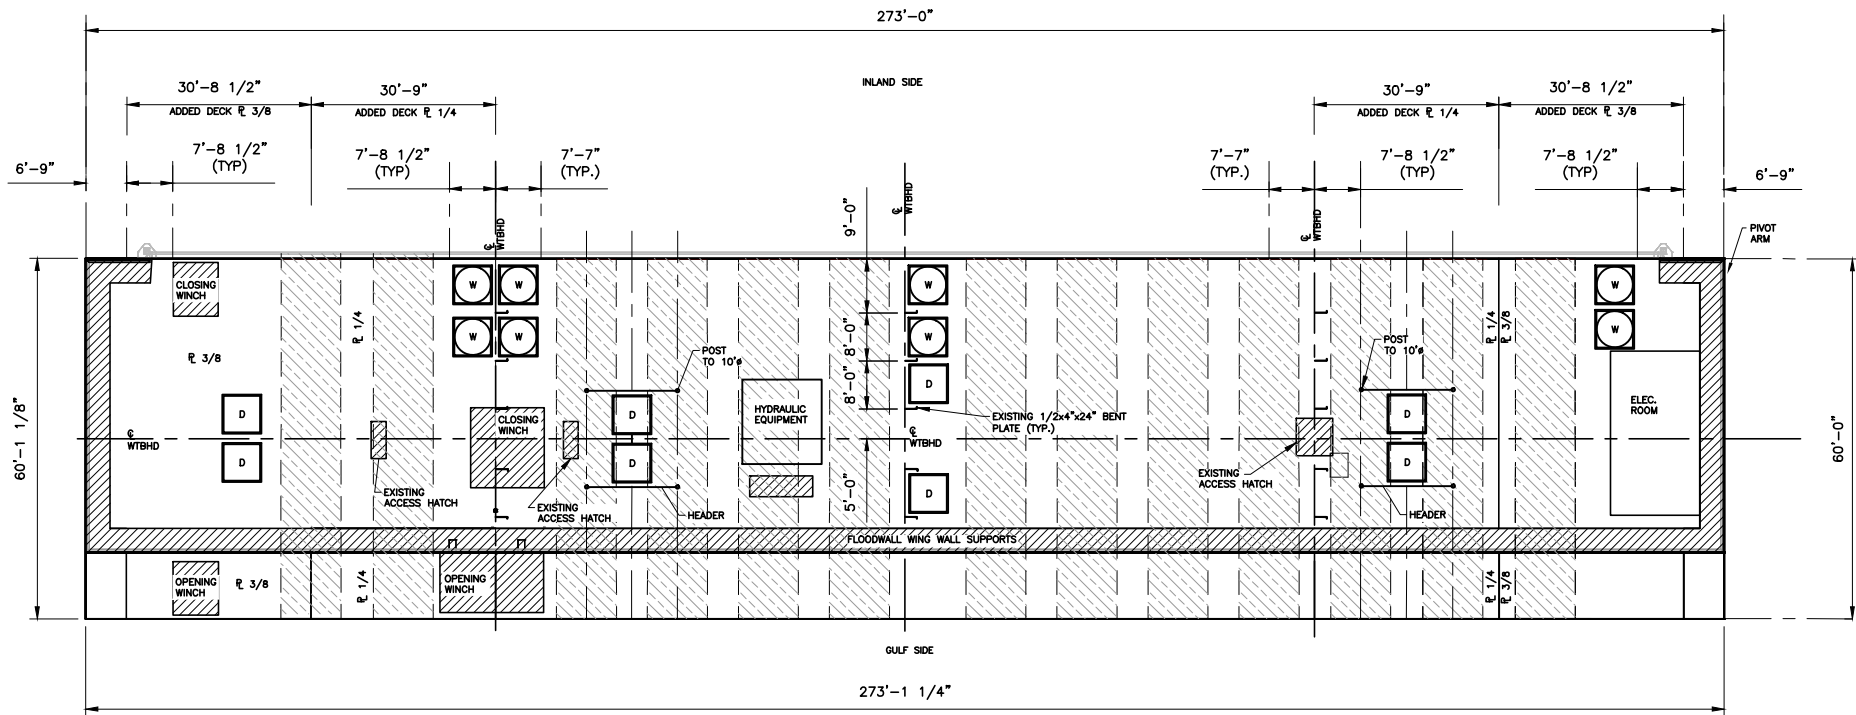 273'-0"
INLAND SIDE
30'-8 1/2"
ADDED DECK ℄ 3/8
30'-9"
ADDED DECK ℄ 1/4
30'-9"
ADDED DECK ℄ 1/4
30'-8 1/2"
ADDED DECK ℄ 3/8
6'-9"
7'-8 1/2"
(TYP)
7'-8 1/2"
(TYP)
7'-7"
(TYP.)
7'-7"
(TYP.)
7'-8 1/2"
(TYP)
7'-8 1/2"
(TYP)
6'-9"
℄
WTBHD
9'-0"
℄
WTBHD
℄
WTBHD
PIVOT
ARM
CLOSING
WINCH
W
W
W
W
W
W
W
W
℄ 3/8
℄ 1/4
8'-0"
8'-0"
℄ 1/4
℄ 3/8
POST
TO 10'ø
POST
TO 10'ø
D
D
CLOSING
WINCH
D
D
HYDRAULIC
EQUIPMENT
D
EXISTING 1/2x4"x24" BENT
PLATE (TYP.)
D
D
ELEC.
ROOM
℄
WTBHD
℄
WTBHD
60'-1 1/8"
60'-0"
EXISTING
ACCESS HATCH
EXISTING
ACCESS HATCH
HEADER
5'-0"
D
EXISTING
ACCESS HATCH
HEADER
FLOODWALL WING WALL SUPPORTS
OPENING
WINCH
℄ 3/8
℄ 1/4
OPENING
WINCH
℄ 1/4
℄ 3/8
GULF SIDE
273'-1 1/4"